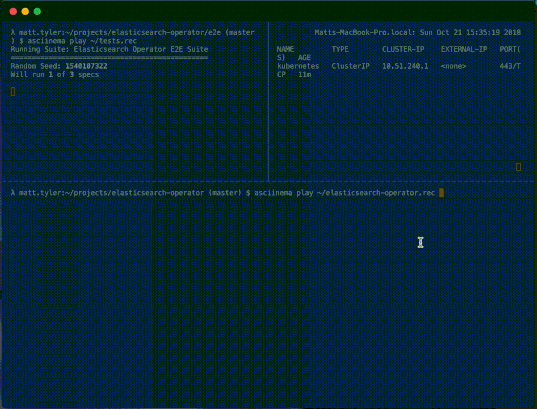 λ matt.tyler:~/projects/elasticsearch-operator/e2e (master
) $ asciinema play ~/tests.rec
Running Suite: Elasticsearch Operator E2E Suite
===============================================
Random Seed: 1540107322
Will run 1 of 3 specs
Matts-MacBook-Pro.local: Sun Oct 21 15:35:19 2018
NAME TYPE CLUSTER-IP EXTERNAL-IP PORT(
S) AGE
kubernetes ClusterIP 10.51.240.1 <none> 443/T
CP 11m
λ matt.tyler:~/projects/elasticsearch-operator (master) $ asciinema play ~/elasticsearch-operator.rec